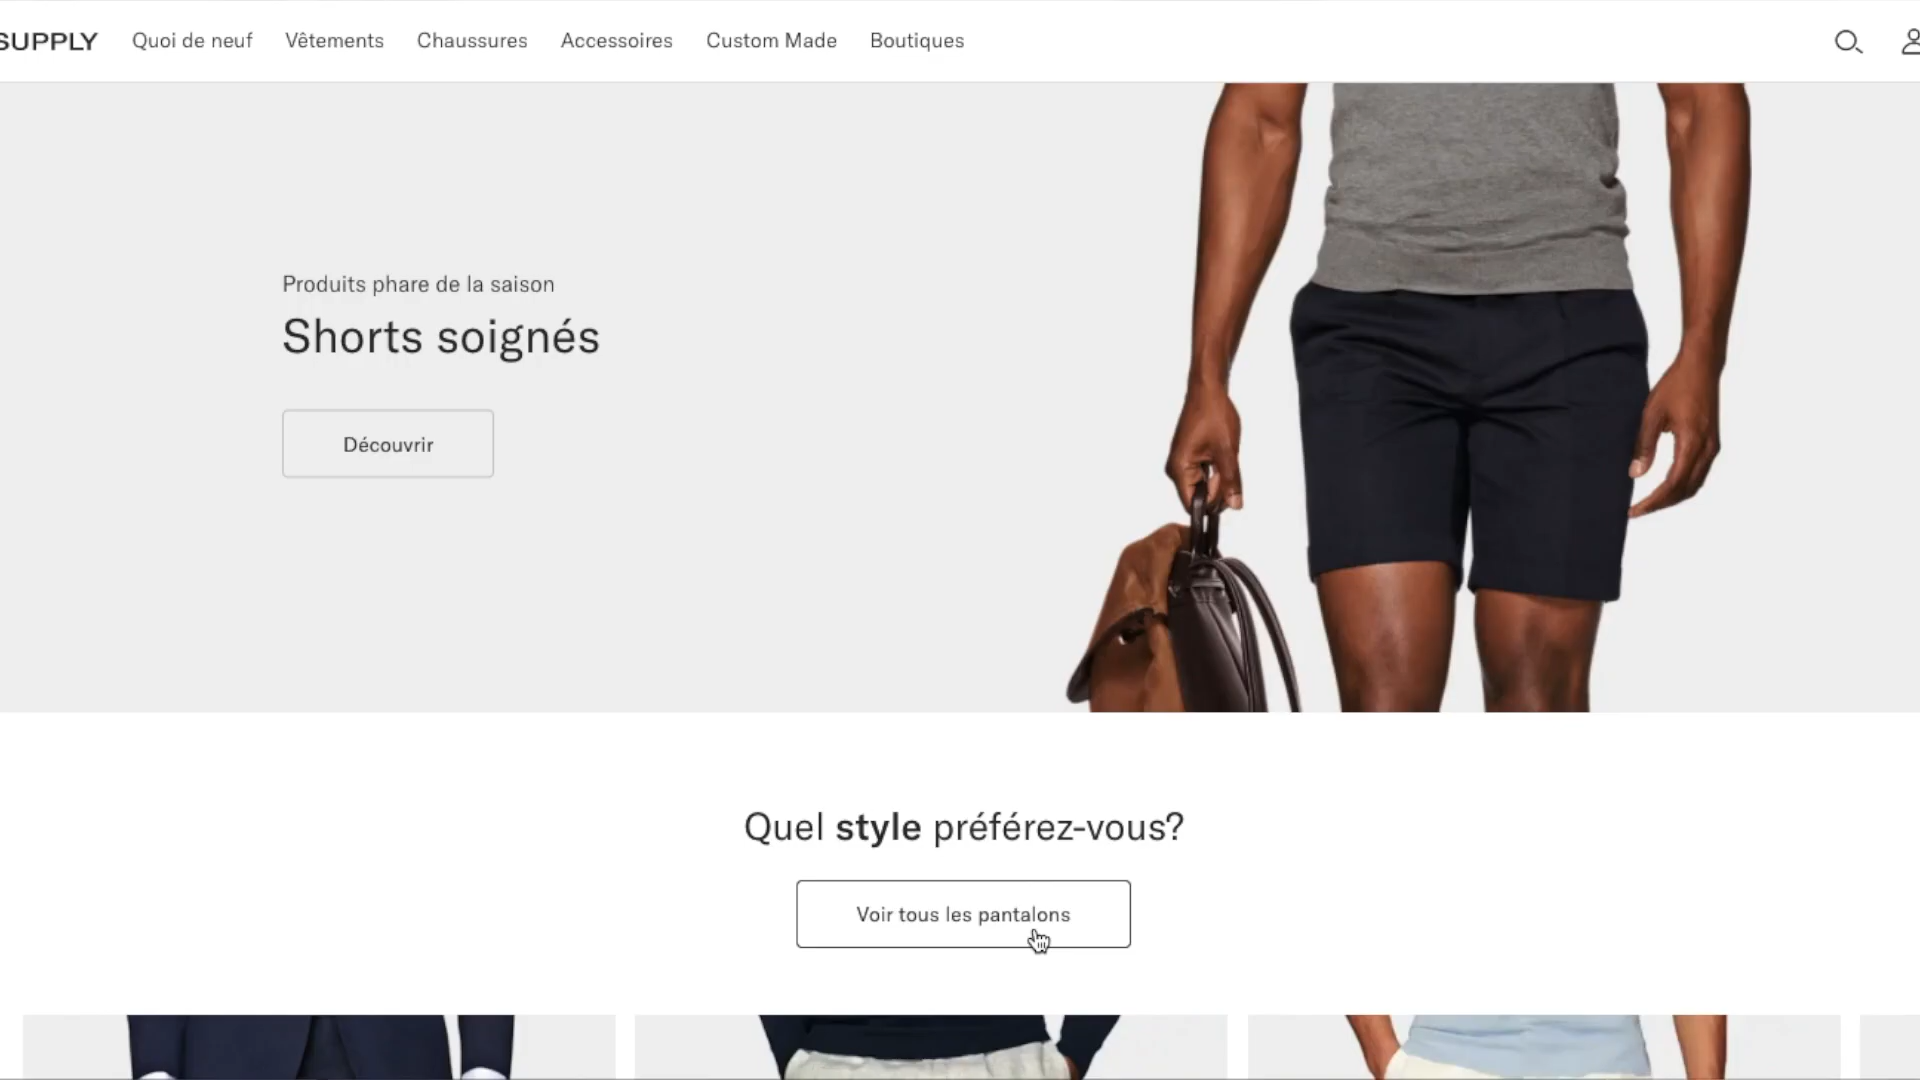 SUPPLY Quoi de neuf Vêtements Chaussures Accessoires Custom Made Boutiques
Produits phare de la saison
Shorts soignés
Découvrir
Quel style préférez-vous?
Voir tous les pantalons